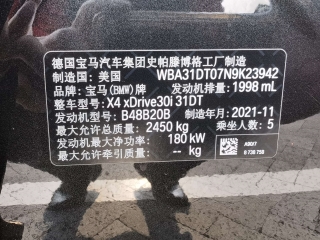 德国宝马汽车集团史帕滕博格工厂制造
制造国: 美国 WBA31DT07N9K23942
品牌: 宝马(BMW)牌 发动机排量: 1998 mL
整车型号: X4 xDrive30i 31DT
发动机型号: B48B20B 制造年月: 2021-11
最大允许总质量: 2450 kg 乘坐人数: 5
发动机最大净功率: 180 kW
最大允许牵引质量: -- kg